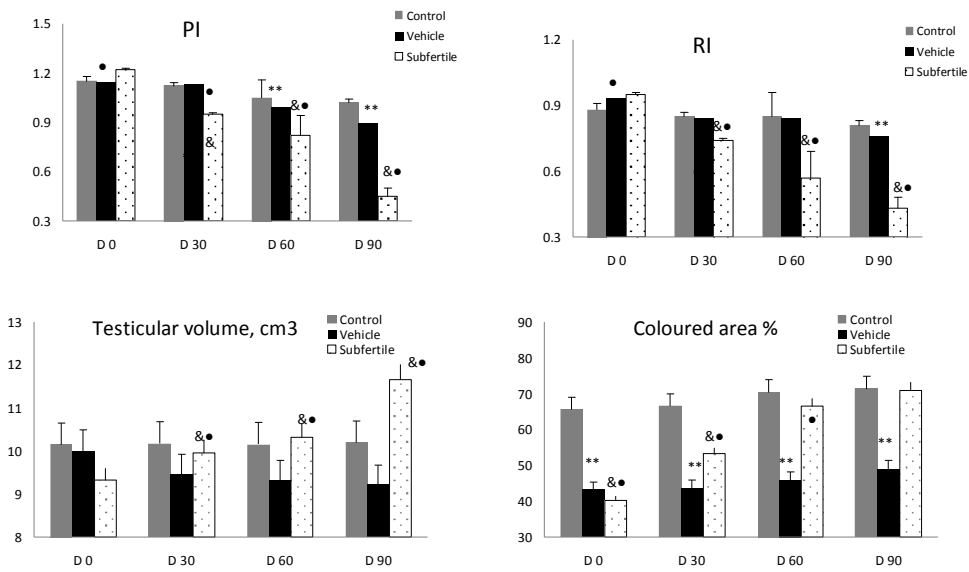 PI
Control
Vehicle
Subfertile
1.5
1.2
0.9
0.6
0.3
●
●
&
**
&●
**
&●
D 0 D 30 D 60 D 90
RI
Control
Vehicle
Subfertile
1.2
0.9
0.6
0.3
●
&●
&●
**
&●
D 0 D 30 D 60 D 90
Testicular volume, cm3
Control
Vehicle
Subfertile
13
12
11
10
9
8
&●
&●
&●
D 0 D 30 D 60 D 90
Coloured area %
Control
Vehicle
Subfertile
90
80
70
60
50
40
30
**
&●
**
&●
**
●
**
D 0 D 30 D 60 D 90